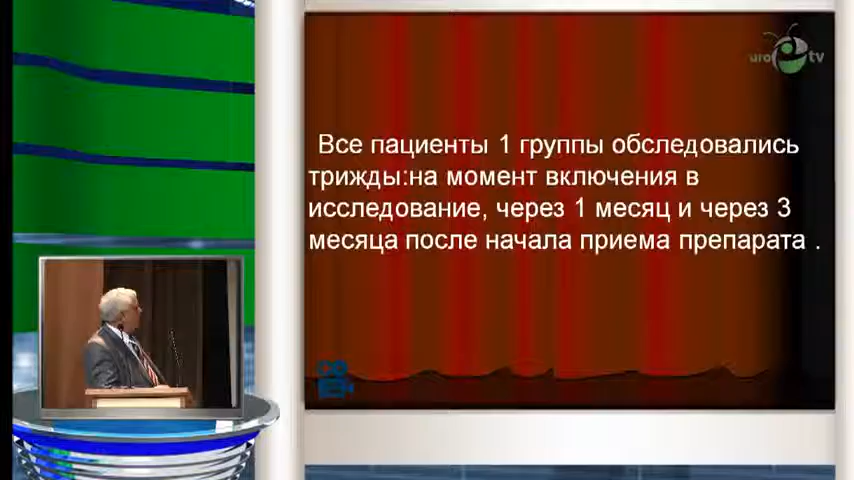 uro tv
Все пациенты 1 группы обследовались
трижды:на момент включения в
исследование, через 1 месяц и через 3
месяца после начала приема препарата .